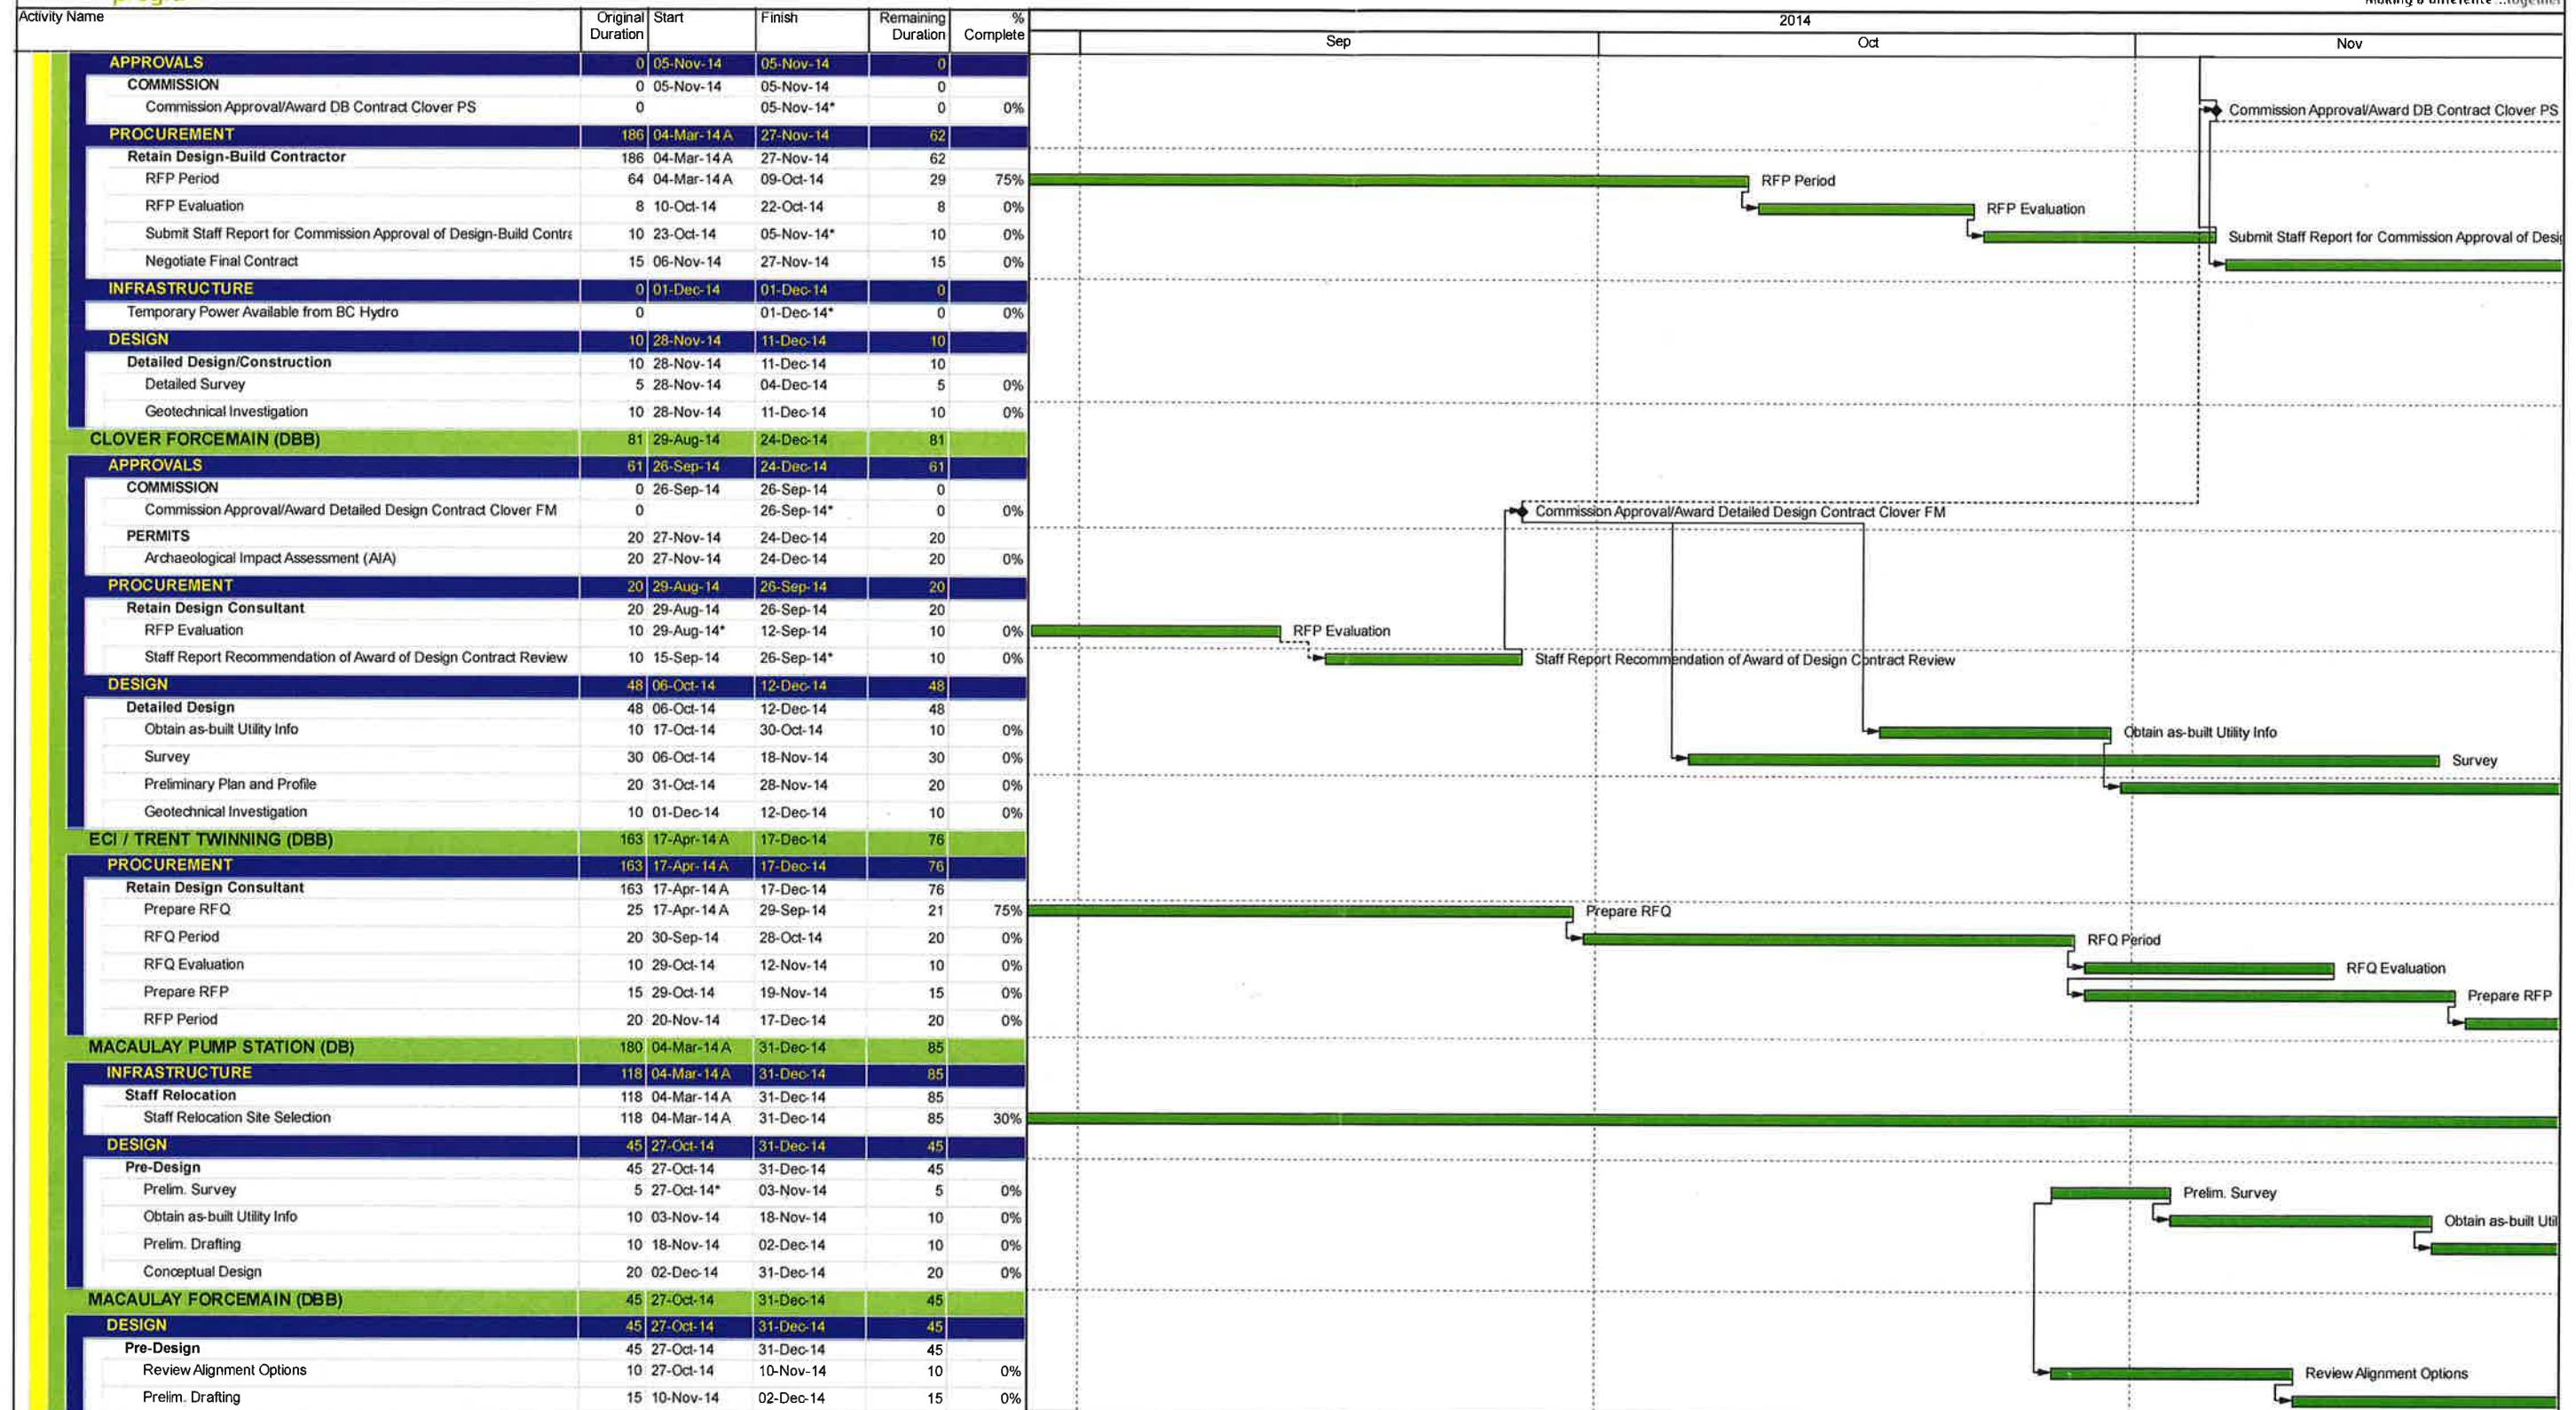 Activity Name Original Duration Start Finish Remaining Duration % Complete 2014
Sep Oct Nov
APPROVALS 0 05-Nov-14 05-Nov-14 0
COMMISSION 0 05-Nov-14 05-Nov-14 0
Commission Approval/Award DB Contract Clover PS 0 05-Nov-14* 0 0% Commission Approval/Award DB Contract Clover PS
PROCUREMENT 186 04-Mar-14 A 27-Nov-14 62
Retain Design-Build Contractor 186 04-Mar-14 A 27-Nov-14 62
RFP Period 64 04-Mar-14 A 09-Oct-14 29 75% RFP Period
RFP Evaluation 8 10-Oct-14 22-Oct-14 8 0% RFP Evaluation
Submit Staff Report for Commission Approval of Design-Build Contra 10 23-Oct-14 05-Nov-14* 10 0% Submit Staff Report for Commission Approval of Desig
Negotiate Final Contract 15 06-Nov-14 27-Nov-14 15 0%
INFRASTRUCTURE 0 01-Dec-14 01-Dec-14 0
Temporary Power Available from BC Hydro 0 01-Dec-14* 0 0%
DESIGN 10 28-Nov-14 11-Dec-14 10
Detailed Design/Construction 10 28-Nov-14 11-Dec-14 10
Detailed Survey 5 28-Nov-14 04-Dec-14 5 0%
Geotechnical Investigation 10 28-Nov-14 11-Dec-14 10 0%
CLOVER FORCEMAIN (DBB) 81 29-Aug-14 24-Dec-14 81
APPROVALS 61 26-Sep-14 24-Dec-14 61
COMMISSION 0 26-Sep-14 26-Sep-14 0
Commission Approval/Award Detailed Design Contract Clover FM 0 26-Sep-14* 0 0% Commission Approval/Award Detailed Design Contract Clover FM
PERMITS 20 27-Nov-14 24-Dec-14 20
Archaeological Impact Assessment (AIA) 20 27-Nov-14 24-Dec-14 20 0%
PROCUREMENT 20 29-Aug-14 26-Sep-14 20
Retain Design Consultant 20 29-Aug-14 26-Sep-14 20
RFP Evaluation 10 29-Aug-14* 12-Sep-14 10 0% RFP Evaluation
Staff Report Recommendation of Award of Design Contract Review 10 15-Sep-14 26-Sep-14* 10 0% Staff Report Recommendation of Award of Design Contract Review
DESIGN 48 06-Oct-14 12-Dec-14 48
Detailed Design 48 06-Oct-14 12-Dec-14 48
Obtain as-built Utility Info 10 17-Oct-14 30-Oct-14 10 0% Obtain as-built Utility Info
Survey 30 06-Oct-14 18-Nov-14 30 0% Survey
Preliminary Plan and Profile 20 31-Oct-14 28-Nov-14 20 0%
Geotechnical Investigation 10 01-Dec-14 12-Dec-14 10 0%
ECI / TRENT TWINNING (DBB) 163 17-Apr-14 A 17-Dec-14 76
PROCUREMENT 163 17-Apr-14 A 17-Dec-14 76
Retain Design Consultant 163 17-Apr-14 A 17-Dec-14 76
Prepare RFQ 25 17-Apr-14 A 29-Sep-14 21 75% Prepare RFQ
RFQ Period 20 30-Sep-14 28-Oct-14 20 0% RFQ Period
RFQ Evaluation 10 29-Oct-14 12-Nov-14 10 0% RFQ Evaluation
Prepare RFP 15 29-Oct-14 19-Nov-14 15 0% Prepare RFP
RFP Period 20 20-Nov-14 17-Dec-14 20 0%
MACAULAY PUMP STATION (DB) 180 04-Mar-14 A 31-Dec-14 85
INFRASTRUCTURE 118 04-Mar-14 A 31-Dec-14 85
Staff Relocation 118 04-Mar-14 A 31-Dec-14 85
Staff Relocation Site Selection 118 04-Mar-14 A 31-Dec-14 85 30%
DESIGN 45 27-Oct-14 31-Dec-14 45
Pre-Design 45 27-Oct-14 31-Dec-14 45
Prelim. Survey 5 27-Oct-14* 03-Nov-14 5 0% Prelim. Survey
Obtain as-built Utility Info 10 03-Nov-14 18-Nov-14 10 0% Obtain as-built Util
Prelim. Drafting 10 18-Nov-14 02-Dec-14 10 0%
Conceptual Design 20 02-Dec-14 31-Dec-14 20 0%
MACAULAY FORCEMAIN (DBB) 45 27-Oct-14 31-Dec-14 45
DESIGN 45 27-Oct-14 31-Dec-14 45
Pre-Design 45 27-Oct-14 31-Dec-14 45
Review Alignment Options 10 27-Oct-14 10-Nov-14 10 0% Review Alignment Options
Prelim. Drafting 15 10-Nov-14 02-Dec-14 15 0%